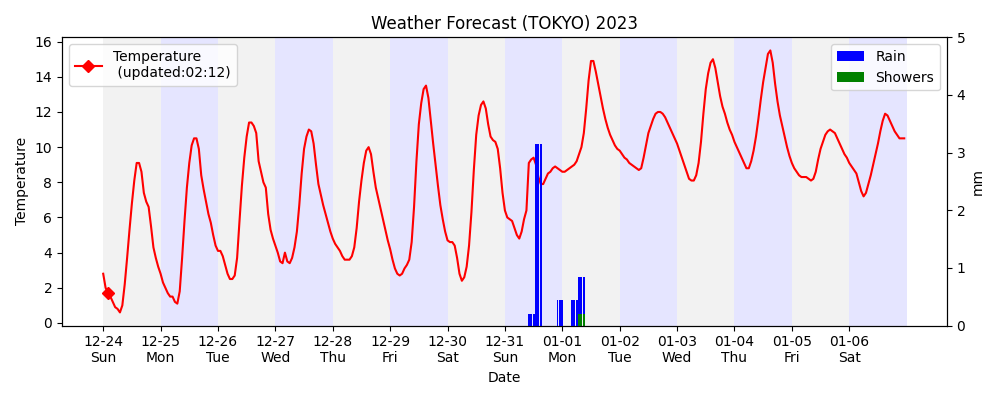 Weather Forecast (TOKYO) 2023
Temperature
(updated:02:12)
Rain
Showers
Temperature
16
14
12
10
8
6
4
2
0
5
4
3
2
1
0
mm
12-24 12-25 12-26 12-27 12-28 12-29 12-30 12-31 01-01 01-02 01-03 01-04 01-05 01-06
Sun Mon Tue Wed Thu Fri Sat Sun Mon Tue Wed Thu Fri Sat
Date